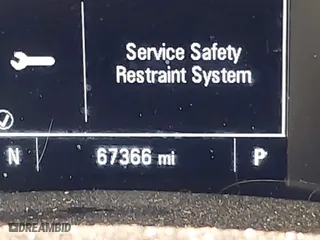 Service Safety
Restraint System
N 67366 mi P
DREAMBID